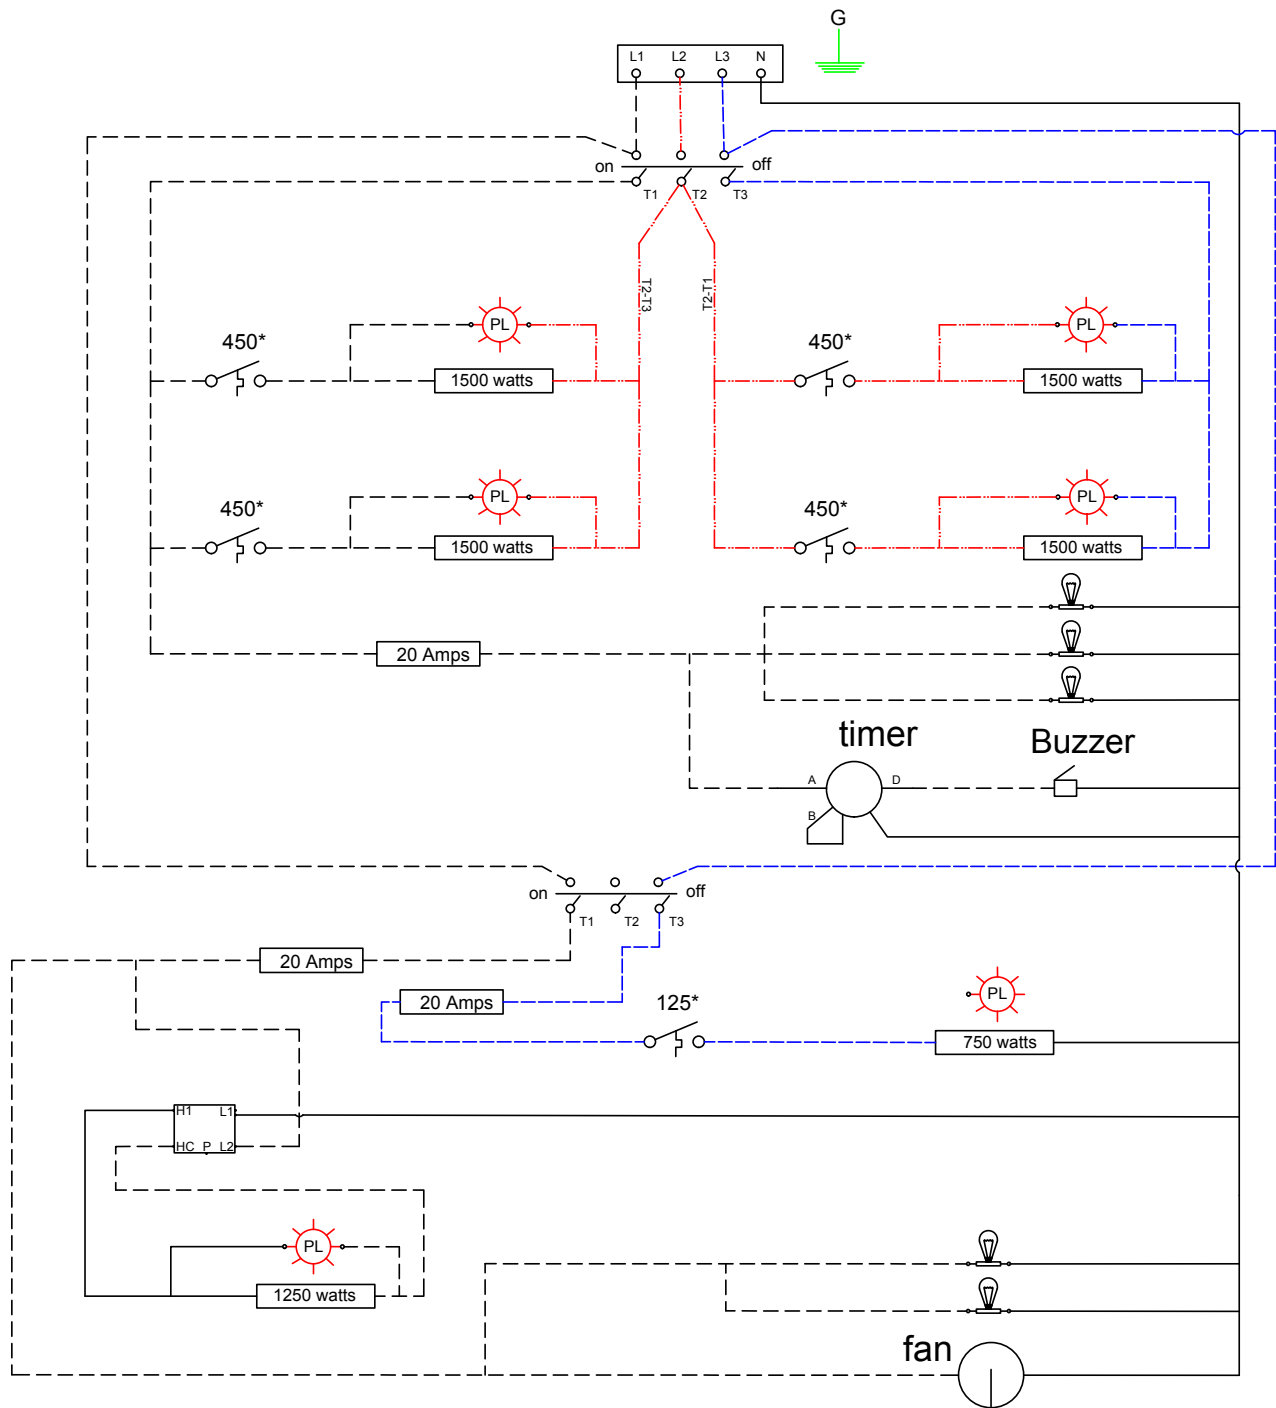 G
L1 L2 L3 N
on off
T1 T2 T3
T2-T3 T2-T1
PL PL
450* 450*
1500 watts 1500 watts
PL PL
450* 450*
1500 watts 1500 watts
20 Amps
timer Buzzer
A D
B
on off
T1 T2 T3
20 Amps
PL
20 Amps 125*
750 watts
H1 L1
HC P L2
PL
1250 watts
fan